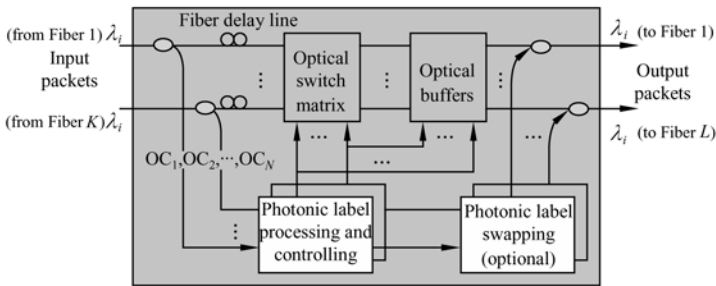 Fiber delay line
(from Fiber 1) λi
λi (to Fiber 1)
Input
packets
Optical
switch
matrix
Optical
buffers
Output
packets
(from Fiber K) λi
λi (to Fiber L)
OC1,OC2,···,OCN
Photonic label
processing and
controlling
Photonic label
swapping
(optional)